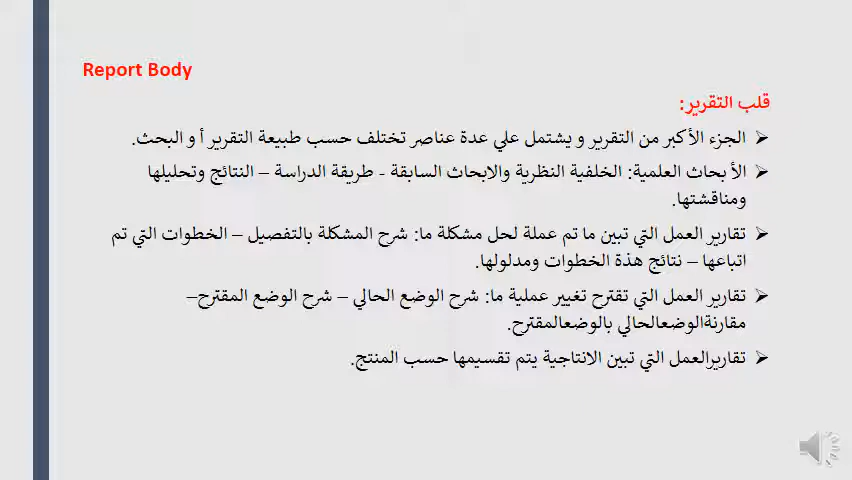 Report Body
قلب التقرير:
➢ الجزء الأكبر من التقرير و يشتمل علي عدة عناصر تختلف حسب طبيعة التقرير أ و البحث.
➢ الأ بحاث العلمية: الخلفية النظرية والابحاث السابقة - طريقة الدراسة – النتائج وتحليلها
ومناقشتها.
➢ تقارير العمل التي تبين ما تم عملة لحل مشكلة ما: شرح المشكلة بالتفصيل – الخطوات التي تم
اتباعها – نتائج هذة الخطوات ومدلولها.
➢ تقارير العمل التي تقترح تغيير عملية ما: شرح الوضع الحالي – شرح الوضع المقترح–
مقارنةالوضعالحالي بالوضعالمقترح.
➢ تقاريرالعمل التي تبين الانتاجية يتم تقسيمها حسب المنتج.